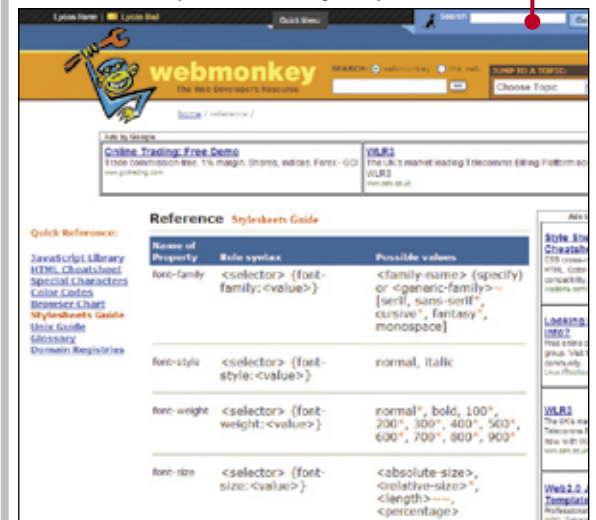 Lycos Home | Lycos Mail
Quick Menu
Search
webmonkey
The Web Developer's Resource
SEARCH: webmonkey the web
JUMP TO A TOPIC:
Choose Topic
home / reference /
Ads by Google
Online Trading: Free Demo
Trade commission-free, 1% margin, Shares, indices, Forex - GCI
WLR3
The UK's market leading Telecomms Billing Platform
WLR3
Reference Stylesheets Guide
Quick Reference:
JavaScript Library
HTML Cheatsheet
Special Characters
Color Codes
Browser Chart
Stylesheets Guide
Unix Guide
Glossary
Domain Registries
Name of Property
Rule syntax
Possible values
font-family
<selector> {font-
family:<value>}
<family-name> (specify)
or <generic-family>~
[serif, sans-serif*,
cursive*, fantasy*,
monospace]
font-style
<selector> {font-
style:<value>}
normal, italic
font-weight
<selector> {font-
weight:<value>}
normal*, bold, 100*,
200*, 300*, 400*, 500*,
600*, 700*, 800*, 900*
font-size
<selector> {font-
size:<value>}
<absolute-size>,
<relative-size>*,
<length>~~,
<percentage>
Style
Looking
Info?
WLR3
The UK's
Web2.0
Template